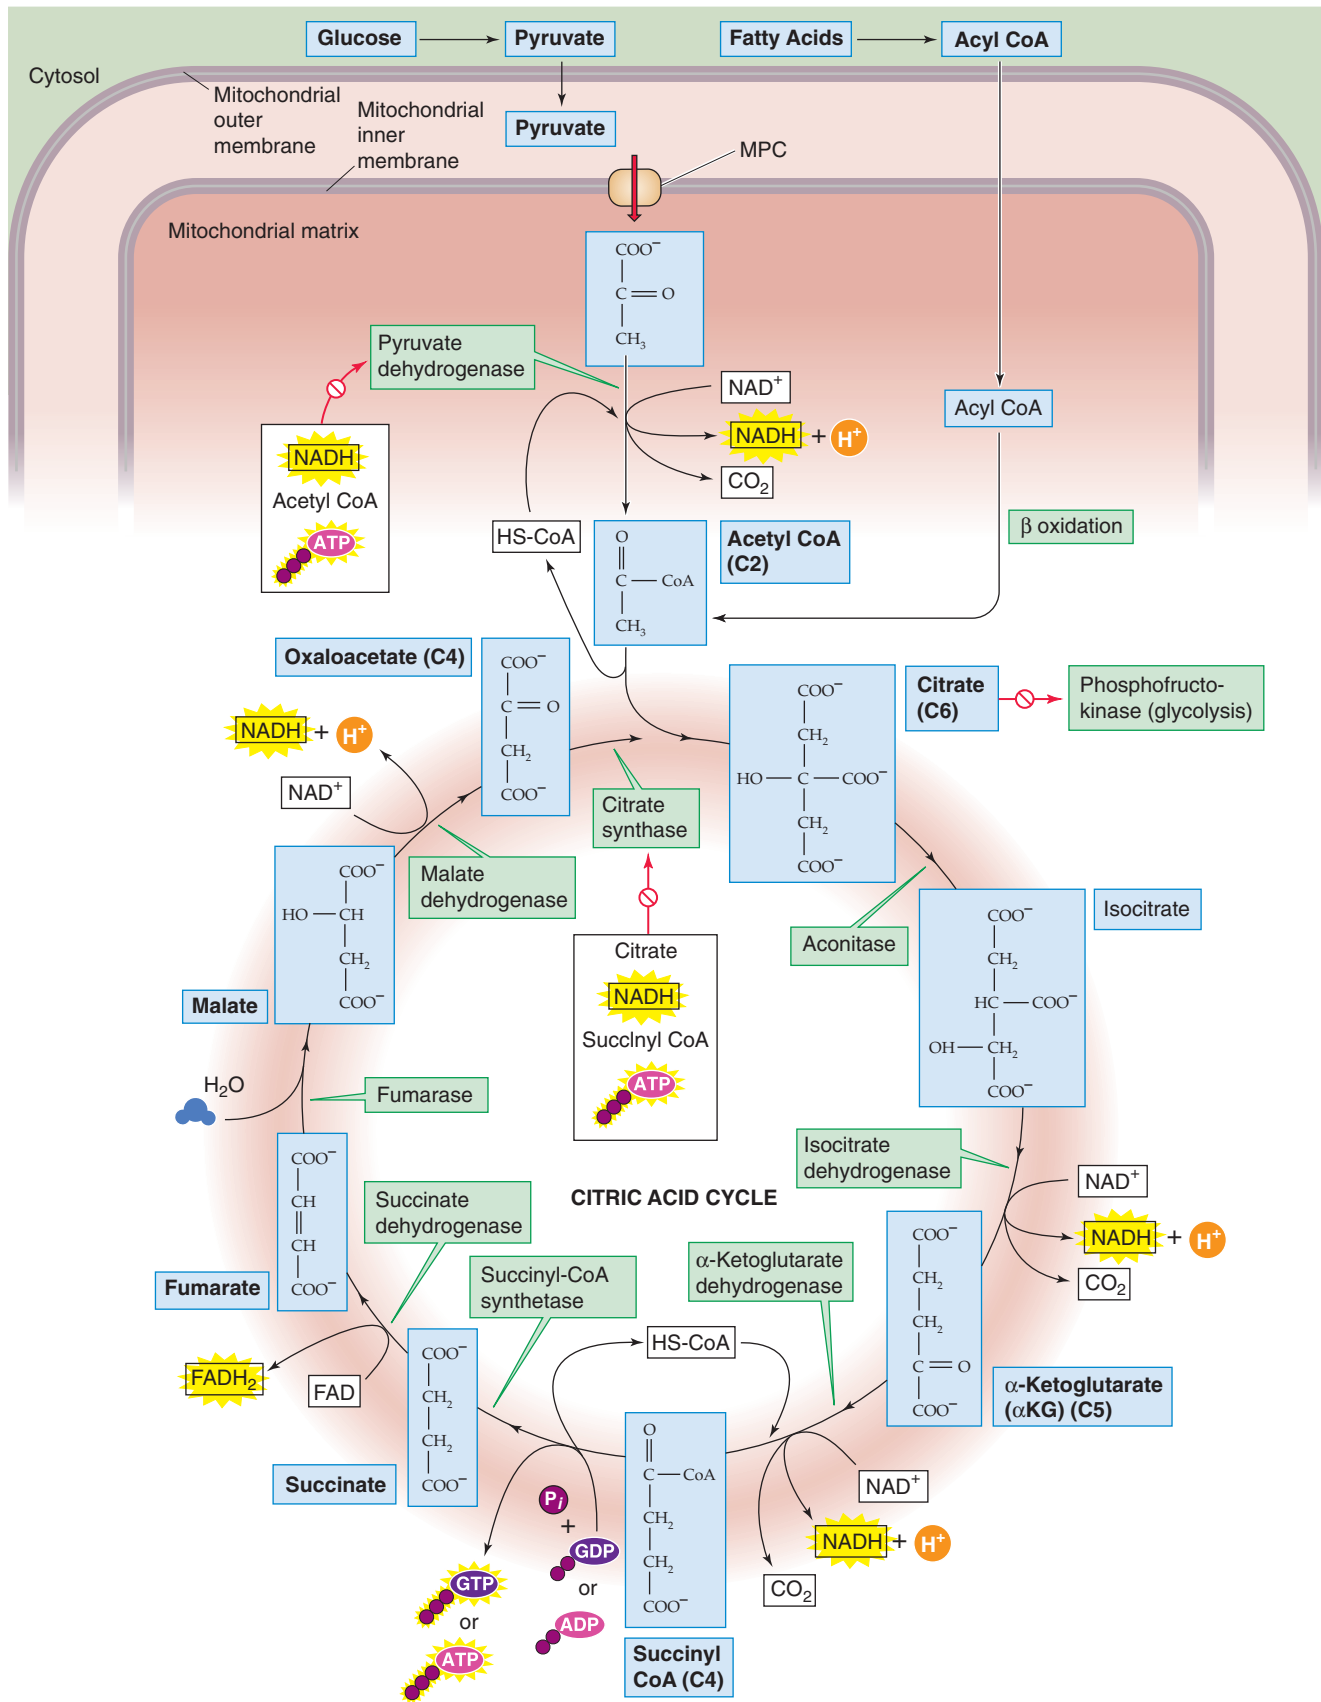 Glucose
Pyruvate
Fatty Acids
Acyl CoA
Cytosol
Mitochondrial
outer
membrane
Mitochondrial
inner
membrane
Pyruvate
MPC
Mitochondrial matrix
COO⁻
C=O
CH₃
Pyruvate
dehydrogenase
NAD⁺
NADH + H⁺
CO₂
Acyl CoA
NADH
Acetyl CoA
ATP
HS-CoA
O
C—CoA
CH₃
Acetyl CoA
(C2)
β oxidation
Oxaloacetate (C4)
COO⁻
C=O
CH₂
COO⁻
COO⁻
CH₂
HO—C—COO⁻
CH₂
COO⁻
Citrate
(C6)
Phosphofructo-
kinase (glycolysis)
NADH + H⁺
NAD⁺
Citrate
synthase
Malate
dehydrogenase
COO⁻
HO—CH
CH₂
COO⁻
Malate
Aconitase
Isocitrate
COO⁻
CH₂
HC—COO⁻
OH—CH₂
COO⁻
Citrate
NADH
SuccInyl CoA
ATP
H₂O
Fumarase
COO⁻
CH
CH
COO⁻
Fumarate
Isocitrate
dehydrogenase
NAD⁺
NADH + H⁺
CO₂
CITRIC ACID CYCLE
Succinate
dehydrogenase
Succinyl-CoA
synthetase
α-Ketoglutarate
dehydrogenase
COO⁻
CH₂
CH₂
C=O
COO⁻
α-Ketoglutarate
(αKG) (C5)
HS-CoA
FADH₂
FAD
COO⁻
CH₂
CH₂
COO⁻
Succinate
O
C—CoA
CH₂
CH₂
COO⁻
Succinyl
CoA (C4)
NAD⁺
NADH + H⁺
CO₂
Pi
+
GDP
or
ADP
GTP
or
ATP